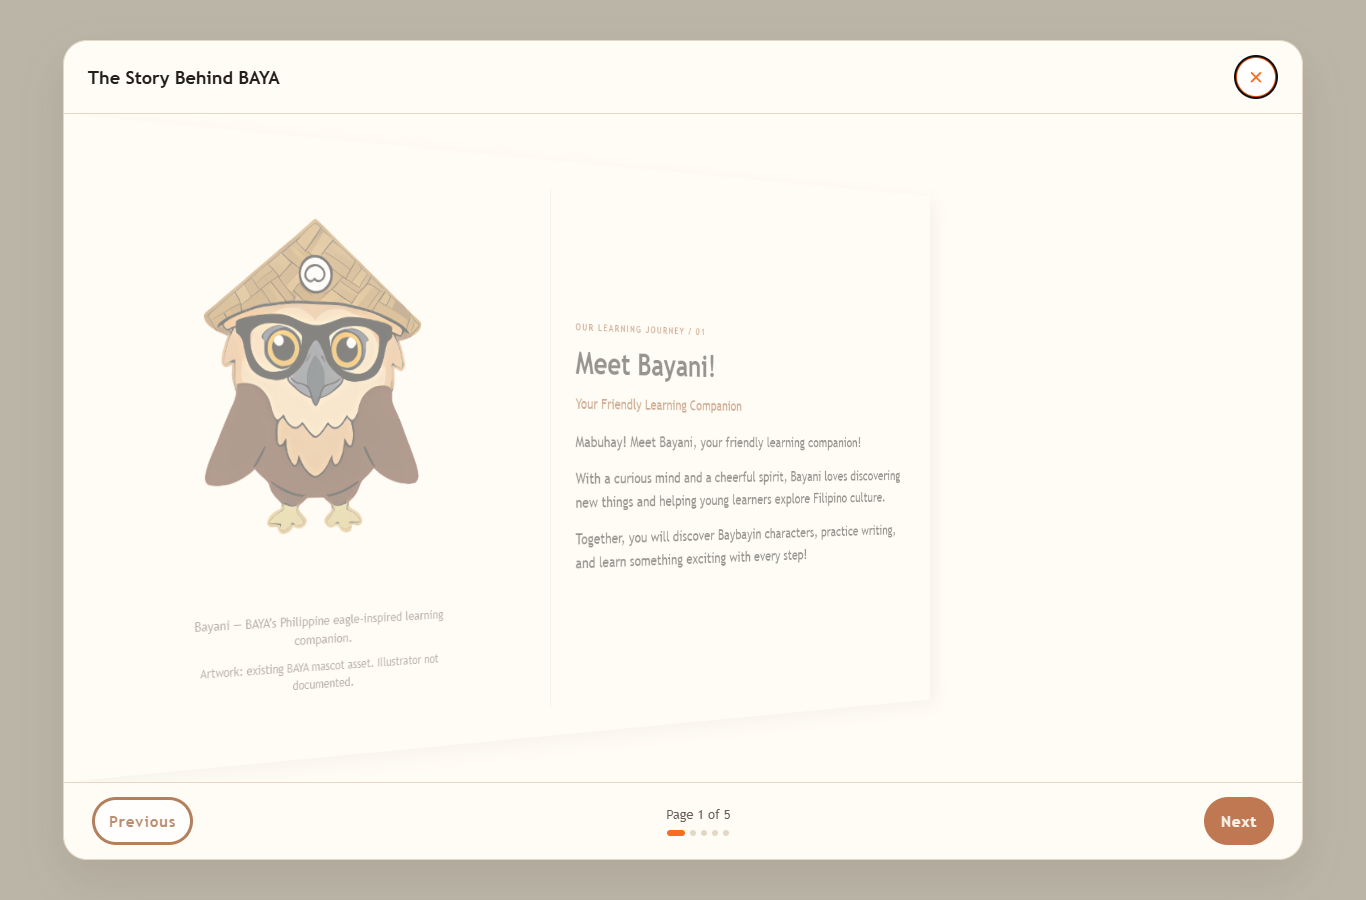 The Story Behind BAYA
OUR LEARNING JOURNEY / 01
Meet Bayani!
Your Friendly Learning Companion
Mabuhay! Meet Bayani, your friendly learning companion!
With a curious mind and a cheerful spirit, Bayani loves discovering
new things and helping young learners explore Filipino culture.
Together, you will discover Baybayin characters, practice writing,
and learn something exciting with every step!
Bayani — BAYA's Philippine eagle-inspired learning
companion.
Artwork: existing BAYA mascot asset. Illustrator not
documented.
Previous
Page 1 of 5
Next